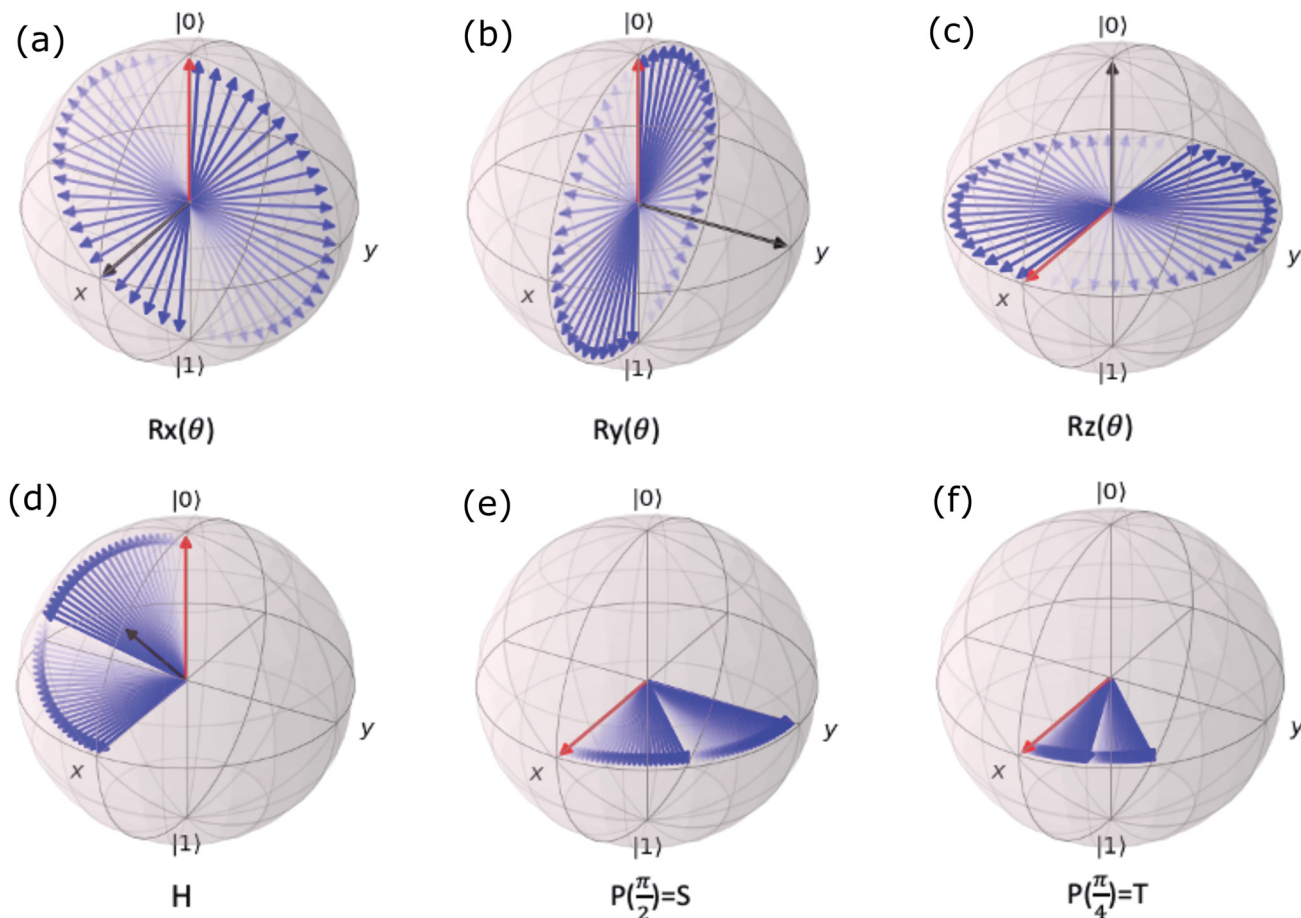 (a)
|0⟩
x
y
|1⟩
Rx(θ)
(b)
|0⟩
x
y
|1⟩
Ry(θ)
(c)
|0⟩
x
y
|1⟩
Rz(θ)
(d)
|0⟩
x
y
|1⟩
H
(e)
|0⟩
x
y
|1⟩
P(π/2)=S
(f)
|0⟩
x
y
|1⟩
P(π/4)=T